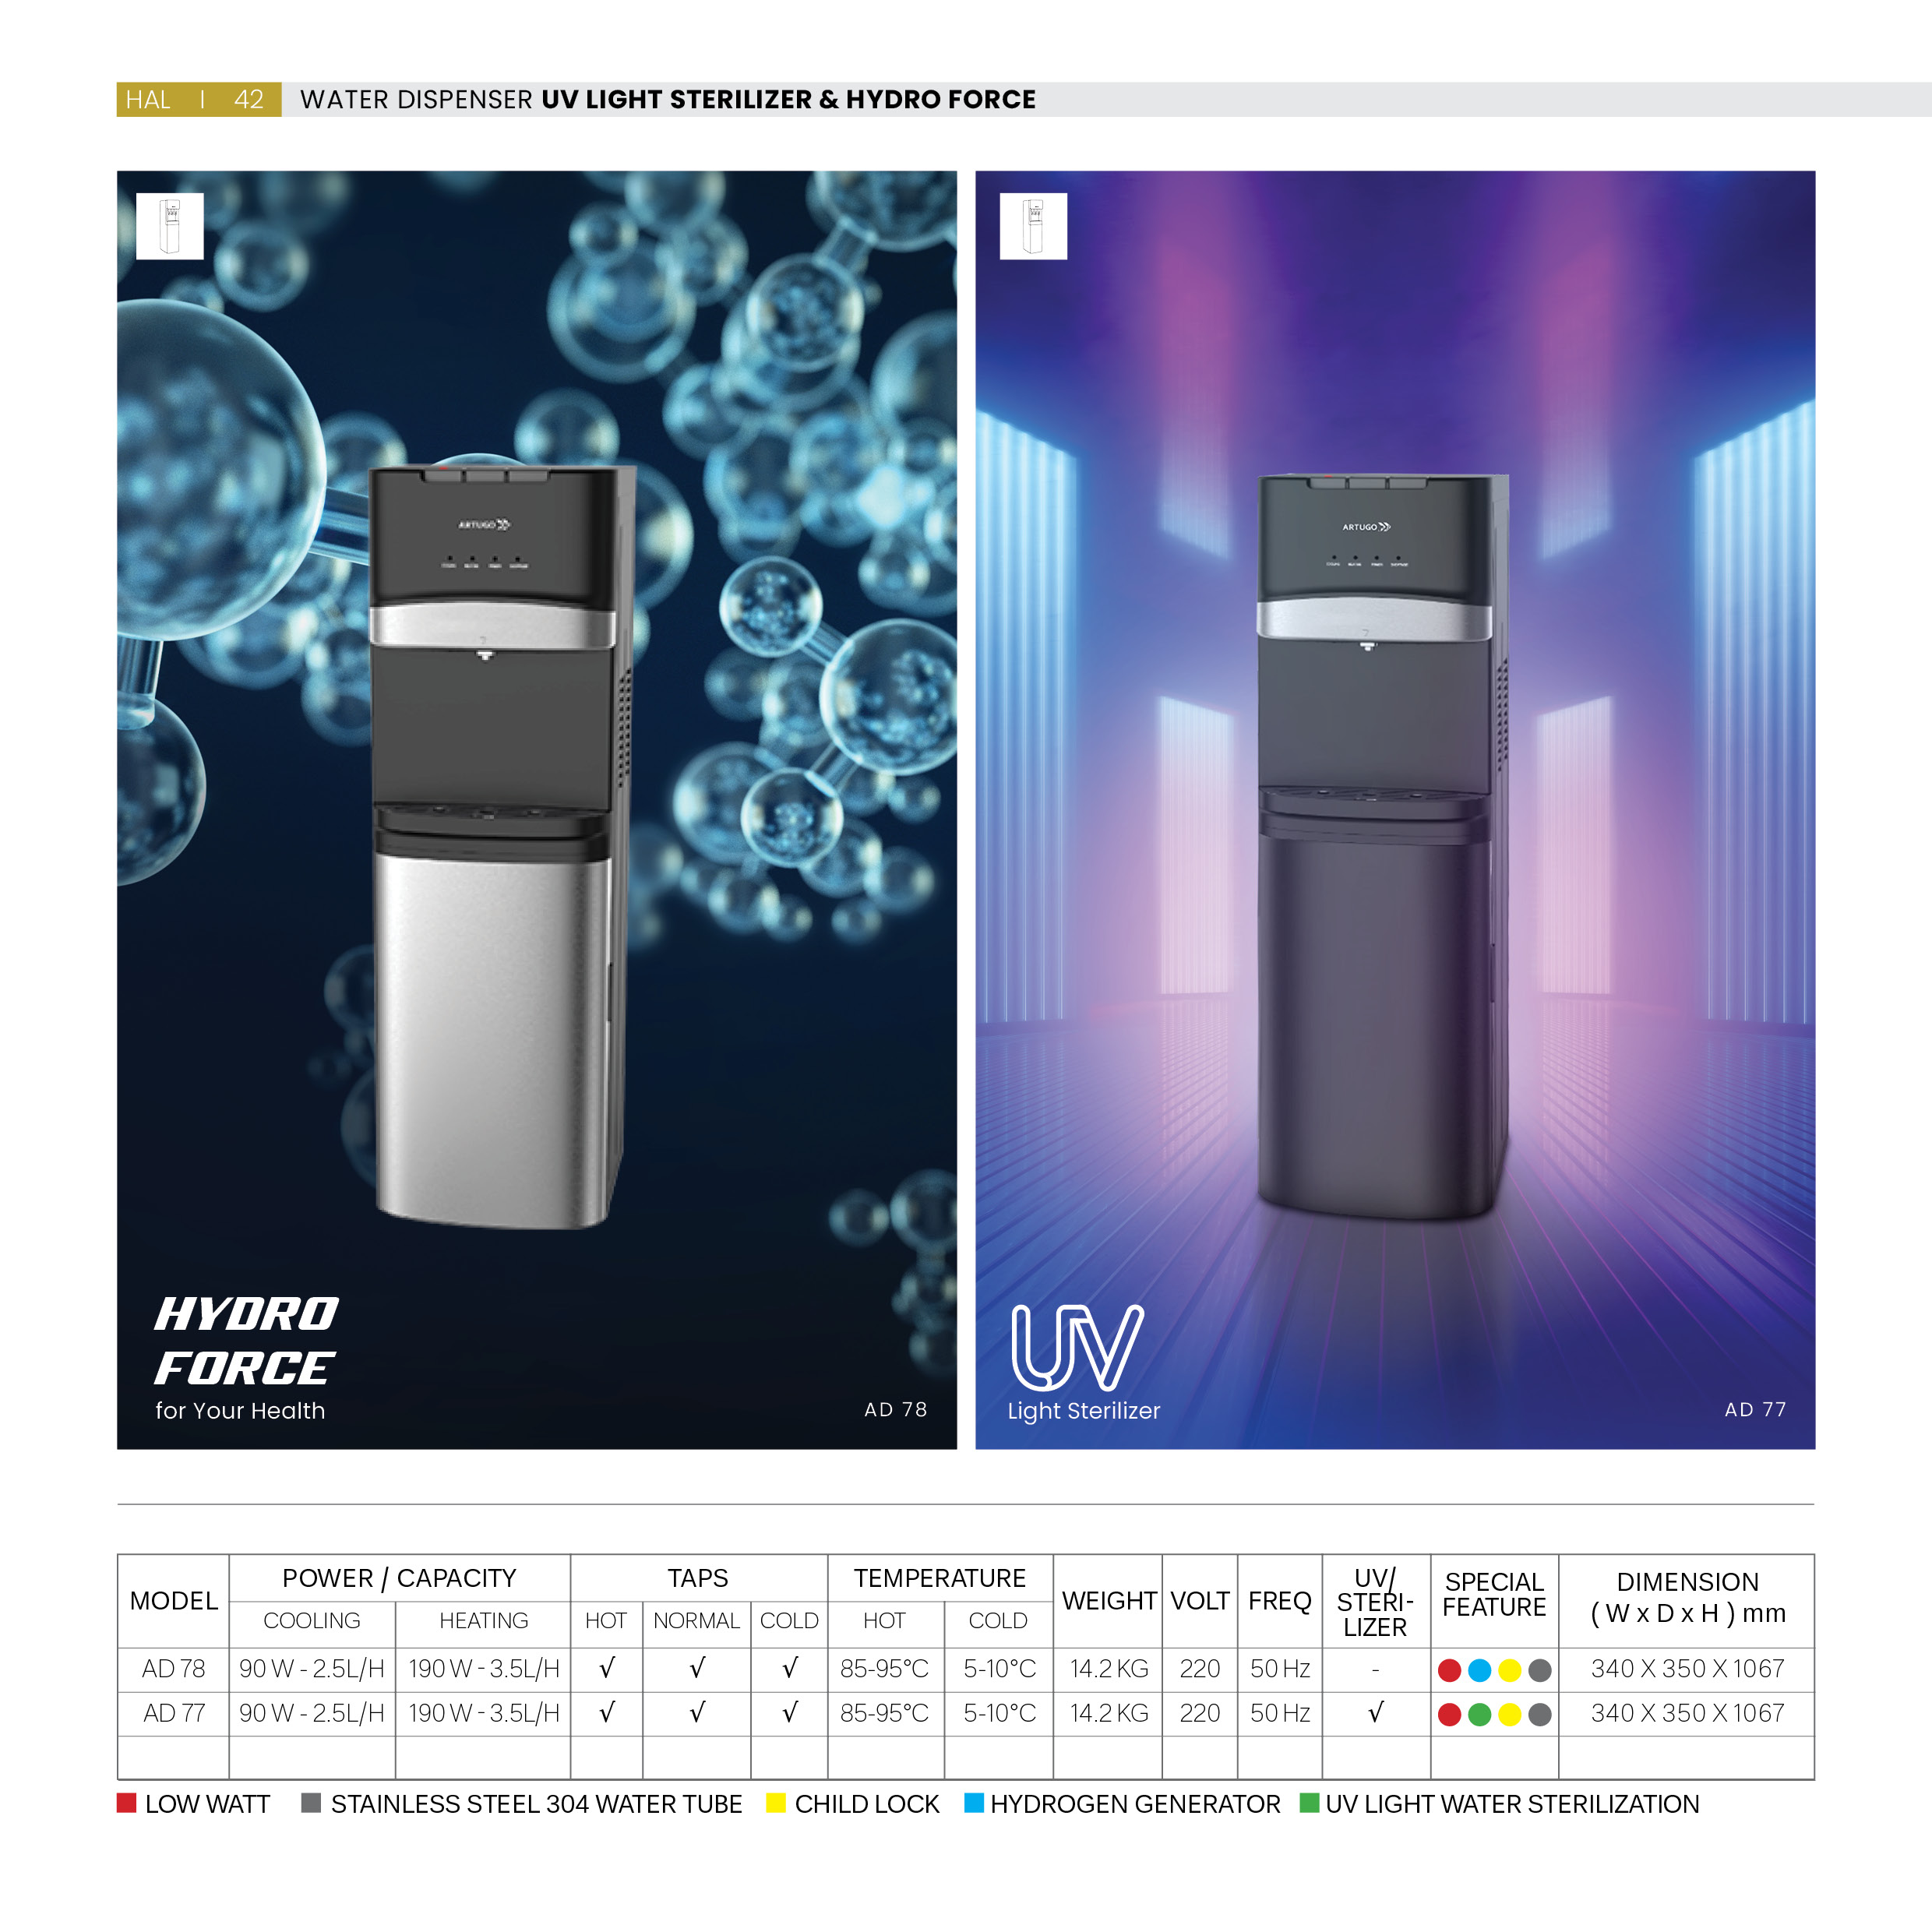 HAL | 42 WATER DISPENSER UV LIGHT STERILIZER & HYDRO FORCE
ARTUGO
ARTUGO
HYDRO
FORCE
for Your Health
AD 78
UV
Light Sterilizer
AD 77
MODEL POWER / CAPACITY TAPS TEMPERATURE WEIGHT VOLT FREQ UV/ STERI- LIZER SPECIAL FEATURE DIMENSION ( W x D x H ) mm
COOLING HEATING HOT NORMAL COLD HOT COLD
AD 78 90 W - 2.5L/H 190 W - 3.5L/H √ √ √ 85-95°C 5-10°C 14.2 KG 220 50 Hz - 340 X 350 X 1067
AD 77 90 W - 2.5L/H 190 W - 3.5L/H √ √ √ 85-95°C 5-10°C 14.2 KG 220 50 Hz √ 340 X 350 X 1067
LOW WATT STAINLESS STEEL 304 WATER TUBE CHILD LOCK HYDROGEN GENERATOR UV LIGHT WATER STERILIZATION